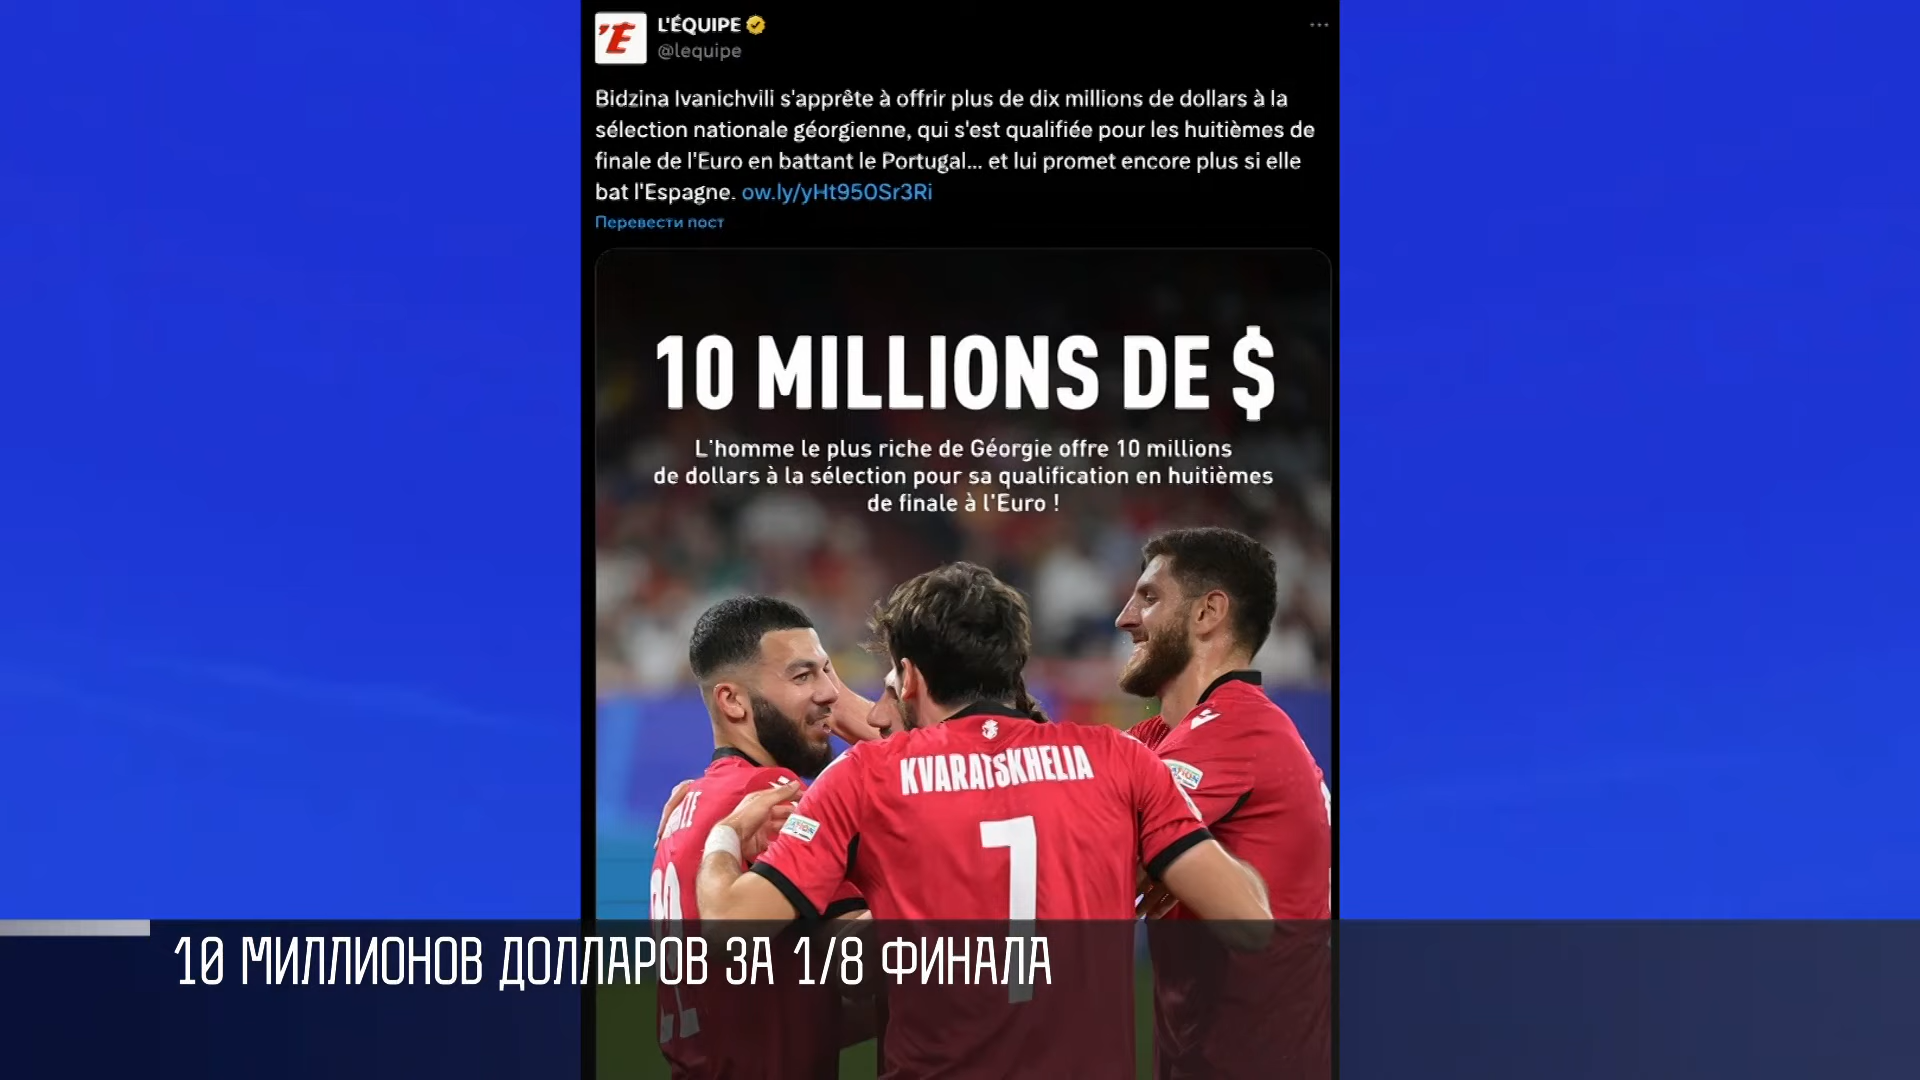 L'ÉQUIPE
@lequipe
Bidzina Ivanichvili s'apprête à offrir plus de dix millions de dollars à la
sélection nationale géorgienne, qui s'est qualifiée pour les huitièmes de
finale de l'Euro en battant le Portugal... et lui promet encore plus si elle
bat l'Espagne. ow.ly/yHt950Sr3Ri
Перевести пост
10 MILLIONS DE $
L'homme le plus riche de Géorgie offre 10 millions
de dollars à la sélection pour sa qualification en huitièmes
de finale à l'Euro !
KVARATSKHELIA
7
22
10 МИЛЛИОНОВ ДОЛЛАРОВ ЗА 1/8 ФИНАЛА